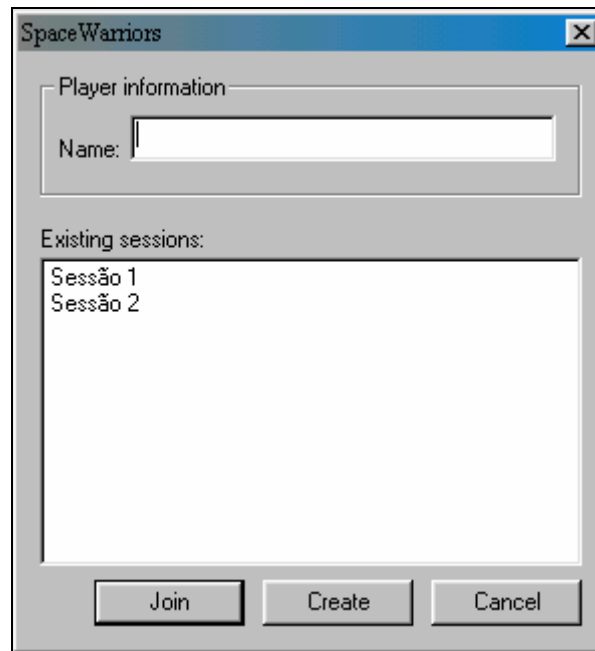 SpaceWarriors
Player information
Name:
Existing sessions:
Sessão 1
Sessão 2
Join Create Cancel